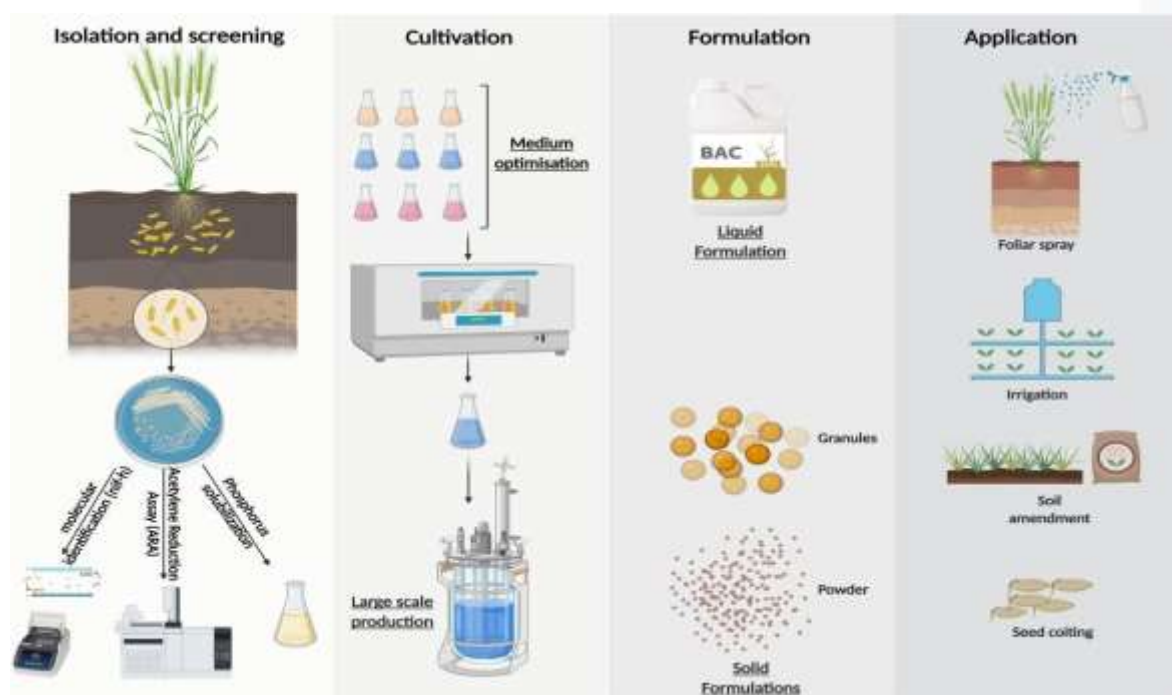 Isolation and screening
molecular
identification (nif-h)
Acetylene Reduction
Assay (ARA)
phosphorus
solubilization
Cultivation
Medium
optimisation
Large scale
production
Formulation
BAC
Liquid
Formulation
Granules
Powder
Solid
Formulations
Application
Foliar spray
Irrigation
Soil
amendment
Seed coiting